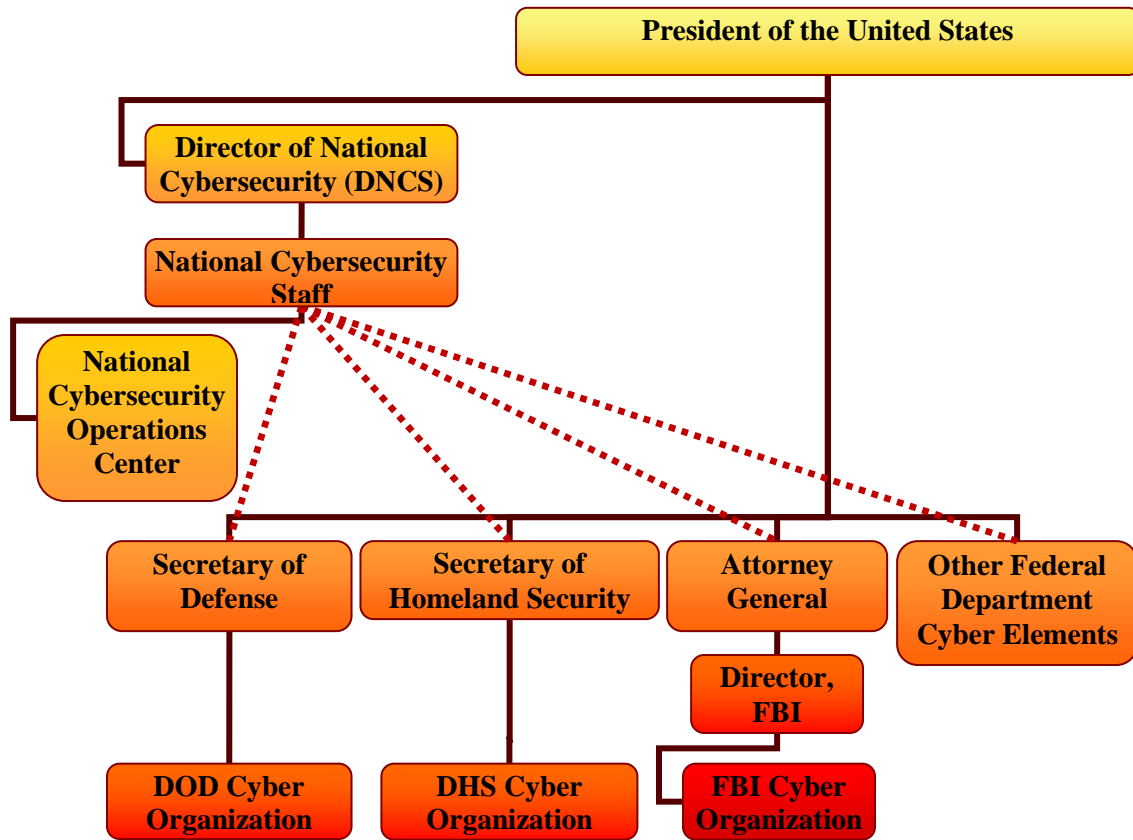 President of the United States
Director of National
Cybersecurity (DNCS)
National Cybersecurity
Staff
National
Cybersecurity
Operations
Center
Secretary of
Defense
Secretary of
Homeland Security
Attorney
General
Other Federal
Department
Cyber Elements
Director,
FBI
DOD Cyber
Organization
DHS Cyber
Organization
FBI Cyber
Organization